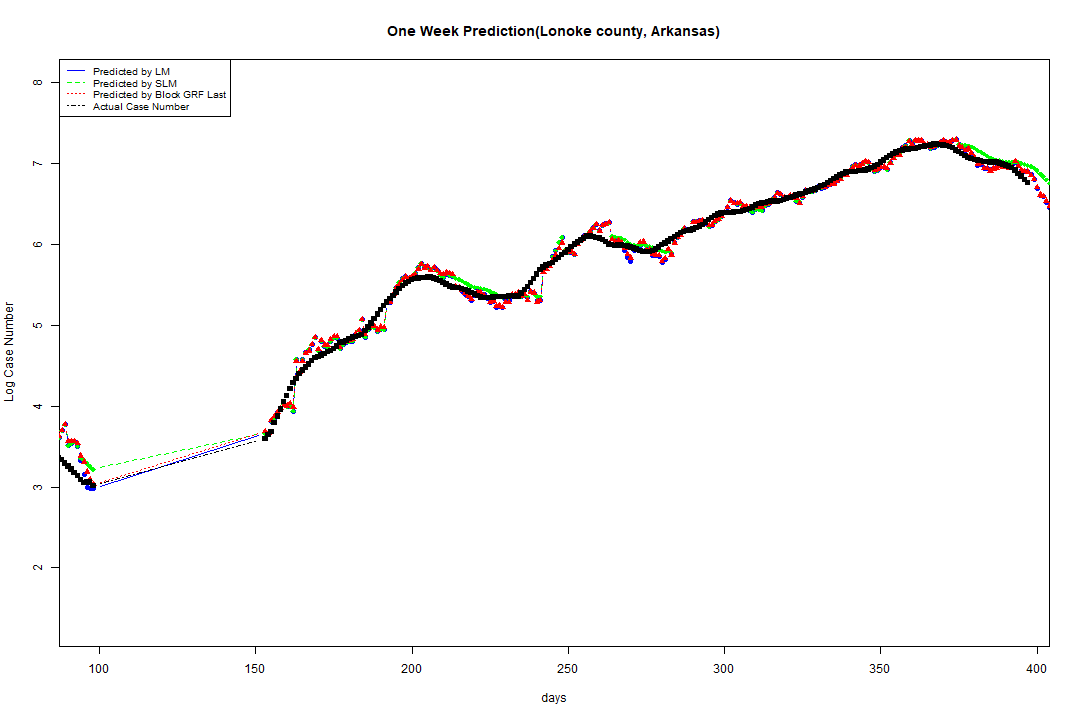 One Week Prediction(Lonoke county, Arkansas)
Predicted by LM
Predicted by SLM
Predicted by Block GRF Last
Actual Case Number
8
7
6
5
4
3
2
Log Case Number
100 150 200 250 300 350 400
days